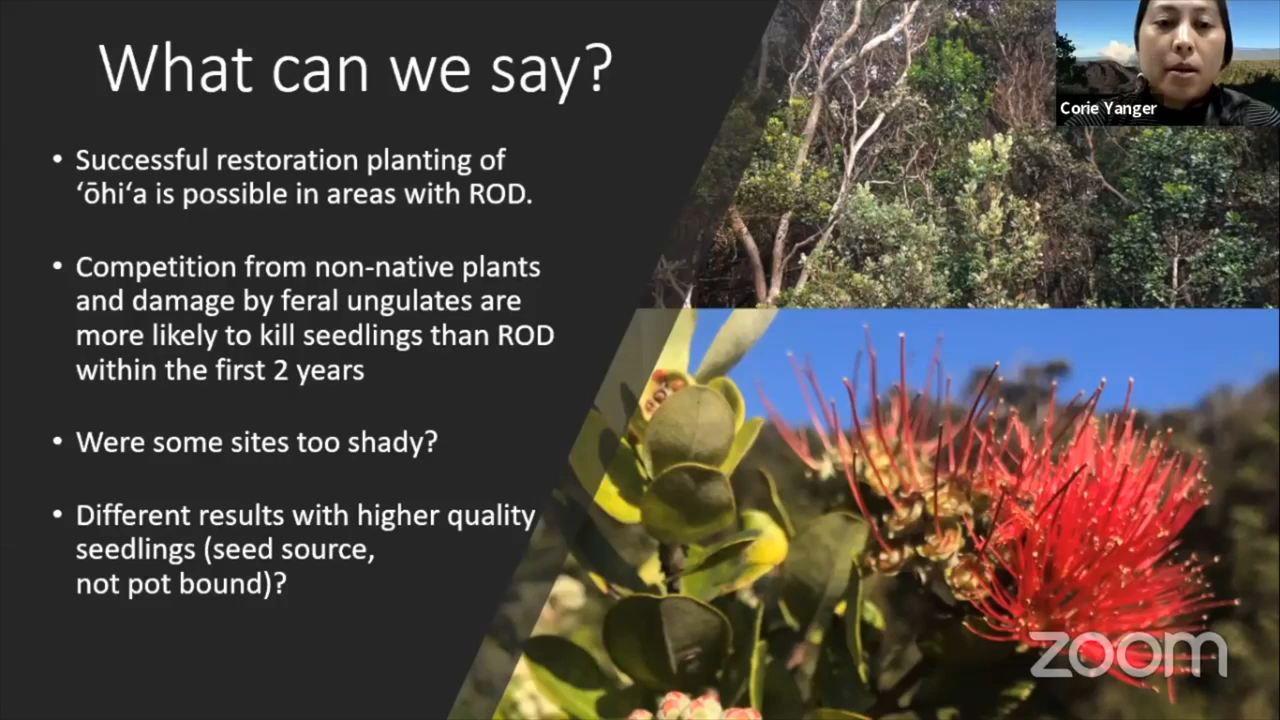 What can we say?
• Successful restoration planting of
ʻōhiʻa is possible in areas with ROD.
• Competition from non-native plants
and damage by feral ungulates are
more likely to kill seedlings than ROD
within the first 2 years
• Were some sites too shady?
• Different results with higher quality
seedlings (seed source,
not pot bound)?
Corie Yanger
zoom